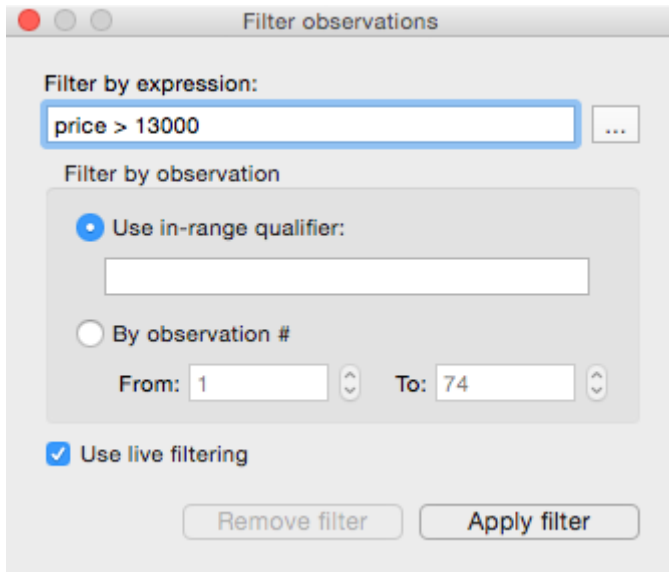 Filter observations
Filter by expression:
price > 13000
...
Filter by observation
Use in-range qualifier:
By observation #
From: 1 To: 74
Use live filtering
Remove filter Apply filter